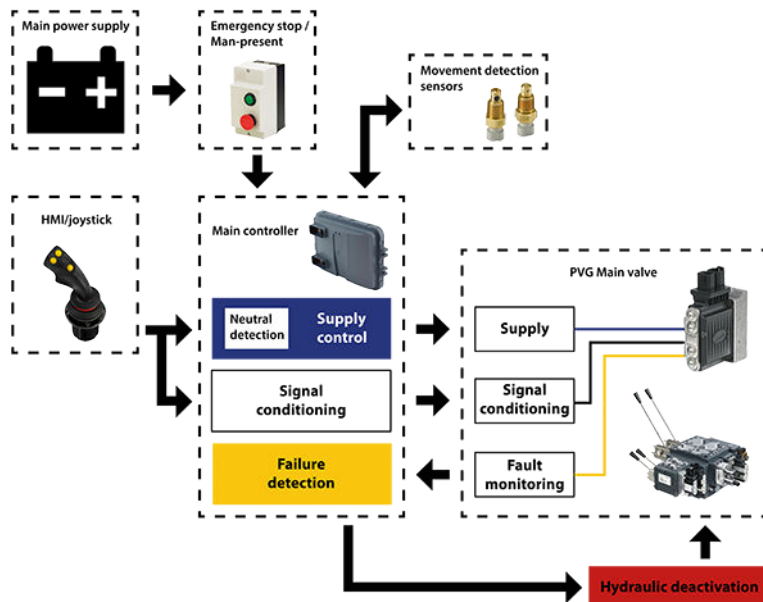 Main power supply
Emergency stop /
Man-present
Movement detection
sensors
HMI/joystick
Main controller
PVG Main valve
Neutral
detection
Supply
control
Supply
Signal
conditioning
Signal
conditioning
Failure
detection
Fault
monitoring
Hydraulic deactivation